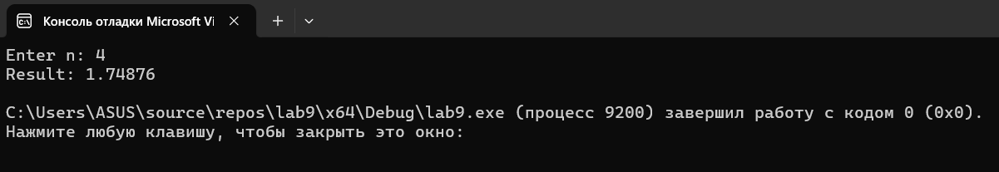 Консоль отладки Microsoft Vi
Enter n: 4
Result: 1.74876
C:\Users\ASUS\source\repos\lab9\x64\Debug\lab9.exe (процесс 9200) завершил работу с кодом 0 (0x0).
Нажмите любую клавишу, чтобы закрыть это окно: